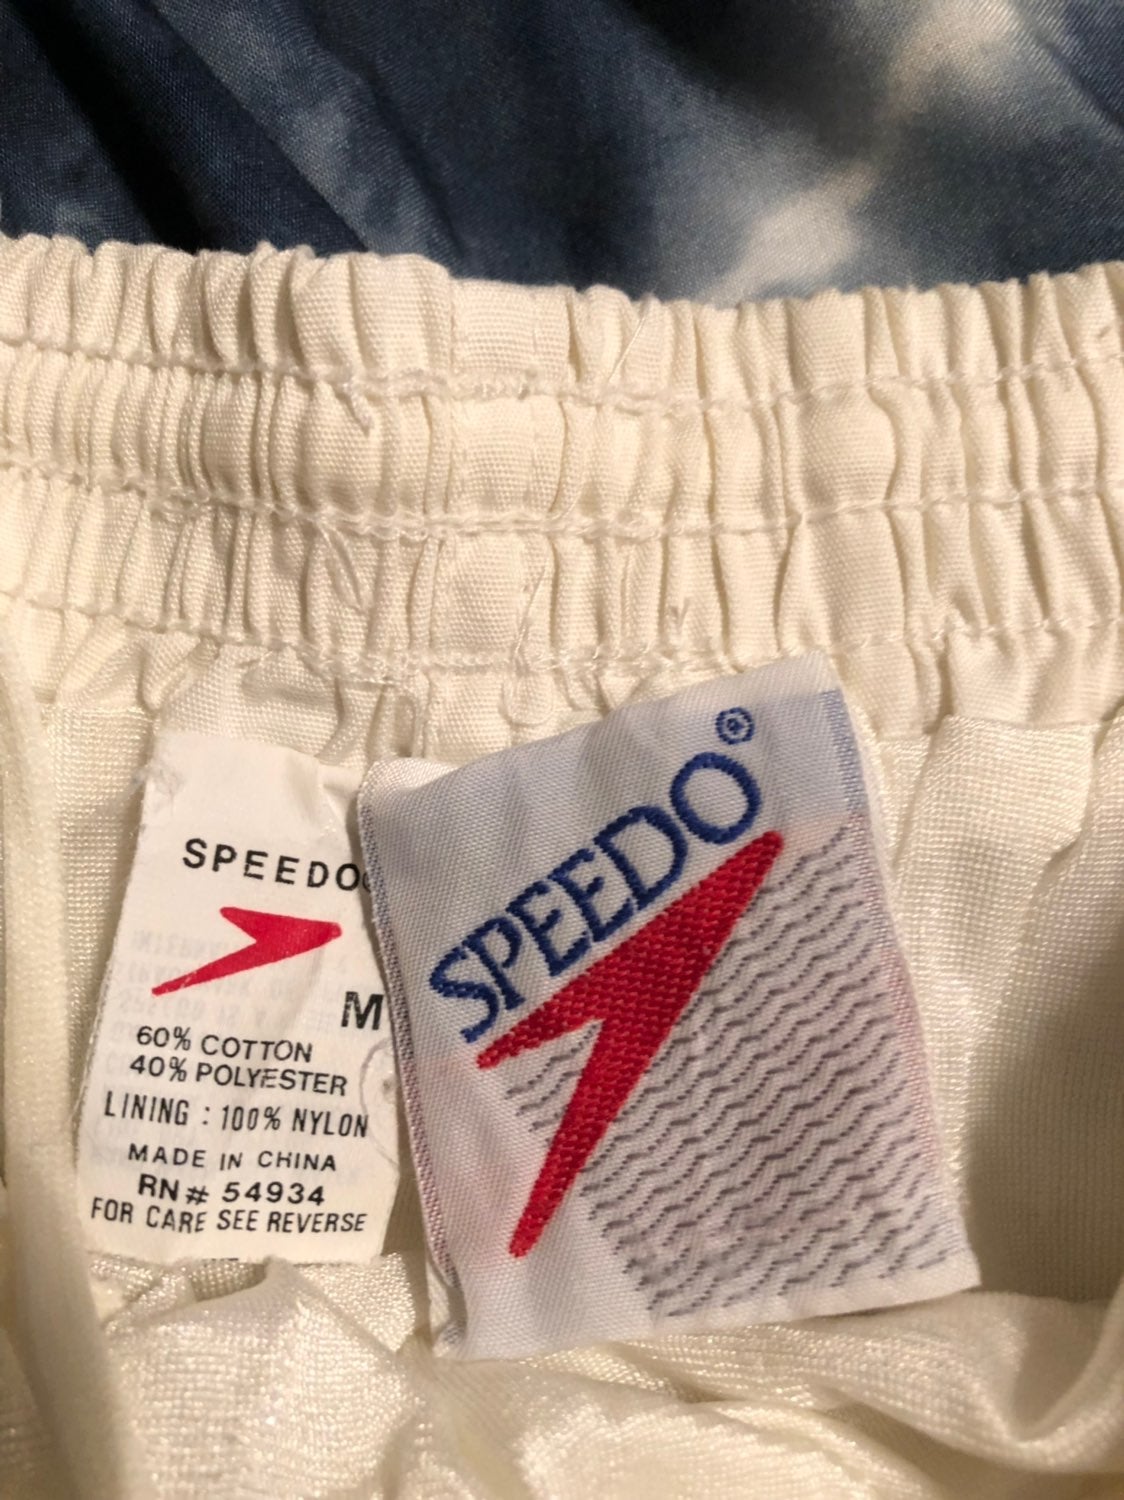 SPEEDO
M
60% COTTON
40% POLYESTER
LINING : 100% NYLON
MADE IN CHINA
RN# 54934
FOR CARE SEE REVERSE
SPEEDO®